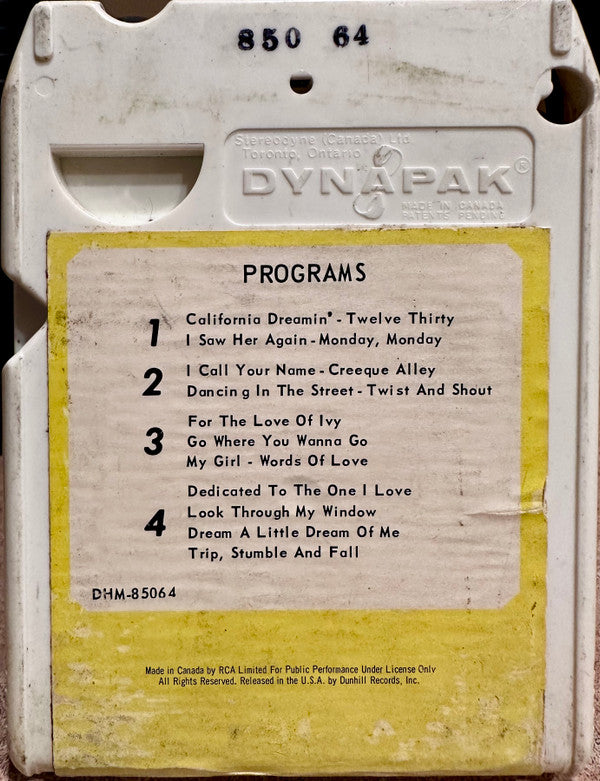 850 64
Stereodyne (Canada) Ltd
Toronto, Ontario
DYNAPAK®
MADE IN CANADA
PATENTS PENDING
PROGRAMS
1 California Dreamin' - Twelve Thirty
I Saw Her Again - Monday, Monday
2 I Call Your Name - Creeque Alley
Dancing In The Street - Twist And Shout
3 For The Love Of Ivy
Go Where You Wanna Go
My Girl - Words Of Love
4 Dedicated To The One I Love
Look Through My Window
Dream A Little Dream Of Me
Trip, Stumble And Fall
DHM-85064
Made in Canada by RCA Limited For Public Performance Under License Only
All Rights Reserved. Released in the U.S.A. by Dunhill Records, Inc.